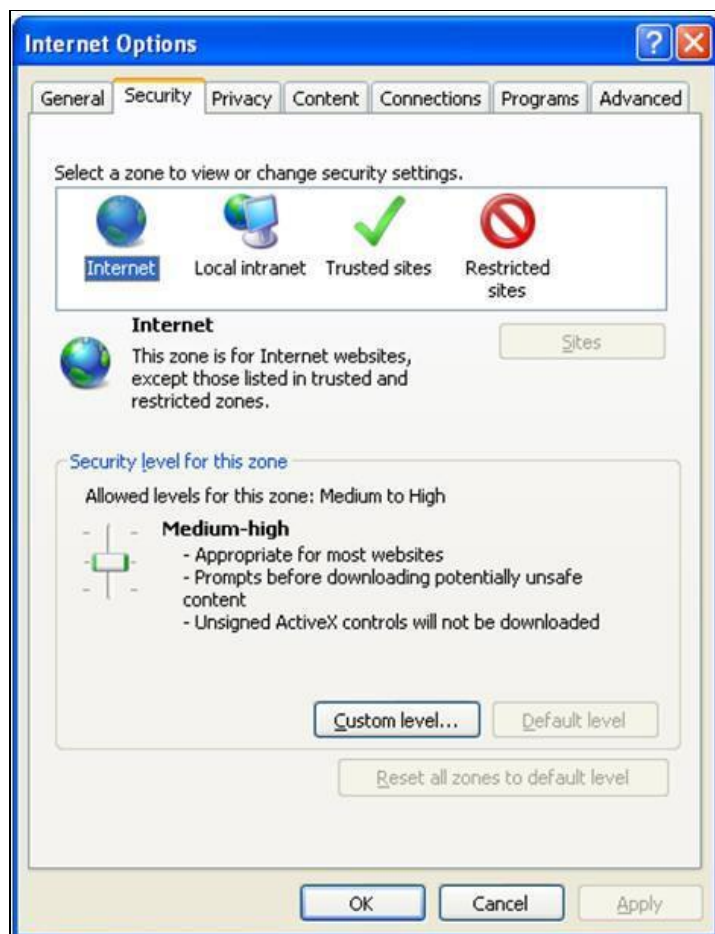 Internet Options
General Security Privacy Content Connections Programs Advanced
Select a zone to view or change security settings.
Internet Local intranet Trusted sites Restricted
sites
Internet
Sites
This zone is for Internet websites,
except those listed in trusted and
restricted zones.
Security level for this zone
Allowed levels for this zone: Medium to High
Medium-high
- Appropriate for most websites
- Prompts before downloading potentially unsafe
content
- Unsigned ActiveX controls will not be downloaded
Custom level... Default level
Reset all zones to default level
OK Cancel Apply